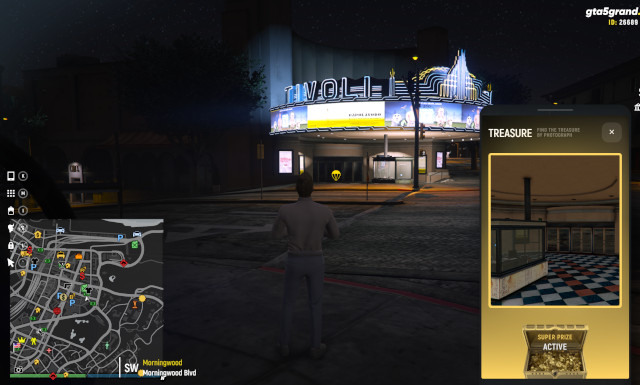 gta5grand.
ID: 26689
TIVOLI
TREASURE
FIND THE TREASURE
BY PHOTOGRAPH
SUPER PRIZE
ACTIVE
SW
Morningwood
Morningwood Blvd